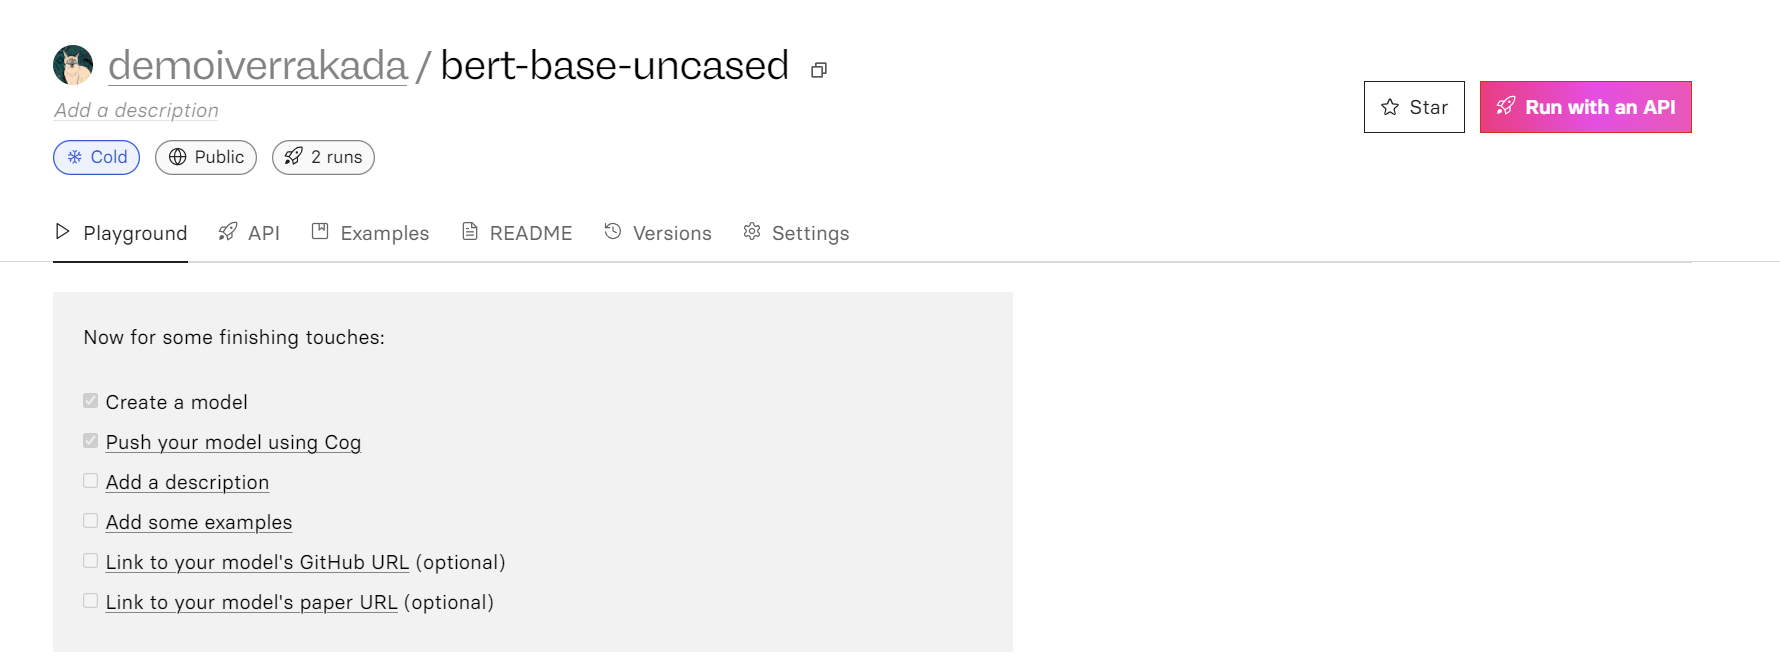 demoiverrakada / bert-base-uncased
Add a description
Cold Public 2 runs
Star Run with an API
Playground API Examples README Versions Settings
Now for some finishing touches:
Create a model
Push your model using Cog
Add a description
Add some examples
Link to your model's GitHub URL (optional)
Link to your model's paper URL (optional)